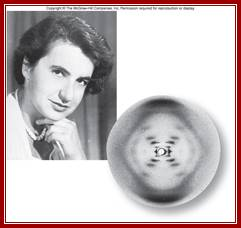 Copyright © The McGraw-Hill Companies, Inc. Permission required for reproduction or display.